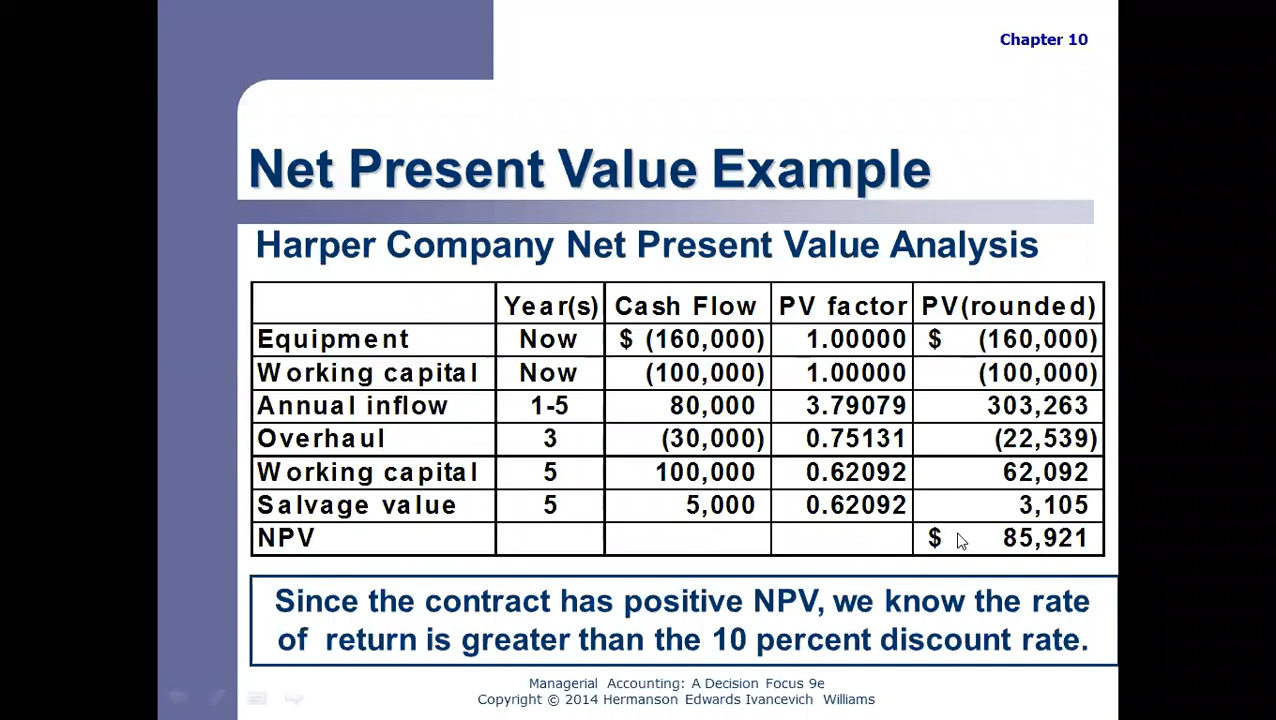 Chapter 10
Net Present Value Example
Harper Company Net Present Value Analysis
Year(s) Cash Flow PV factor PV(rounded)
Equipment Now $ (160,000) 1.00000 $ (160,000)
Working capital Now (100,000) 1.00000 (100,000)
Annual inflow 1-5 80,000 3.79079 303,263
Overhaul 3 (30,000) 0.75131 (22,539)
Working capital 5 100,000 0.62092 62,092
Salvage value 5 5,000 0.62092 3,105
NPV $ 85,921
Since the contract has positive NPV, we know the rate
of return is greater than the 10 percent discount rate.
Managerial Accounting: A Decision Focus 9e
Copyright © 2014 Hermanson Edwards Ivancevich Williams